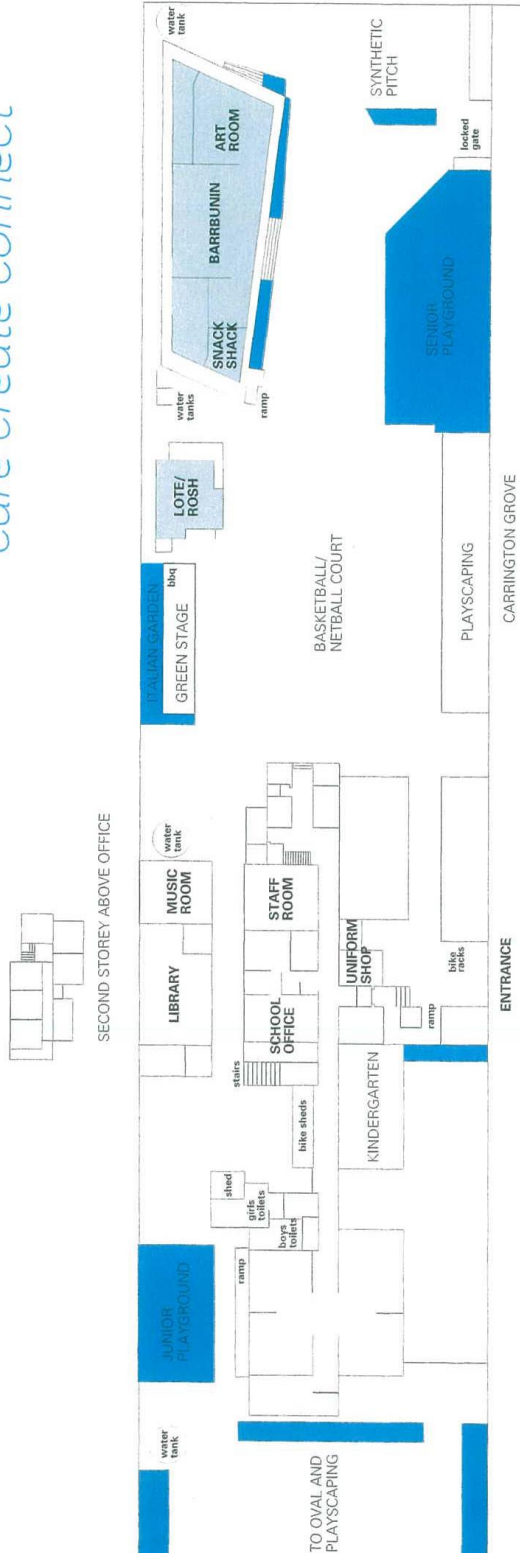 care create connect
SECOND STOREY ABOVE OFFICE
water
tank
JUNIOR
PLAYGROUND
ramp
shed
girls
toilets
boys
toilets
bike sheds
stairs
LIBRARY
MUSIC
ROOM
water
tank
SCHOOL
OFFICE
STAFF
ROOM
KINDERGARTEN
UNIFORM
SHOP
ramp
bike
racks
ENTRANCE
TO OVAL AND
PLAYSCAPING
ITALIAN GARDEN
bbq
GREEN STAGE
LOTE/
ROSH
water
tanks
ramp
SNACK
SHACK
BARRBUNIN
ART
ROOM
water
tank
BASKETBALL/
NETBALL COURT
PLAYSCAPING
SENIOR
PLAYGROUND
SYNTHETIC
PITCH
locked
gate
CARRINGTON GROVE